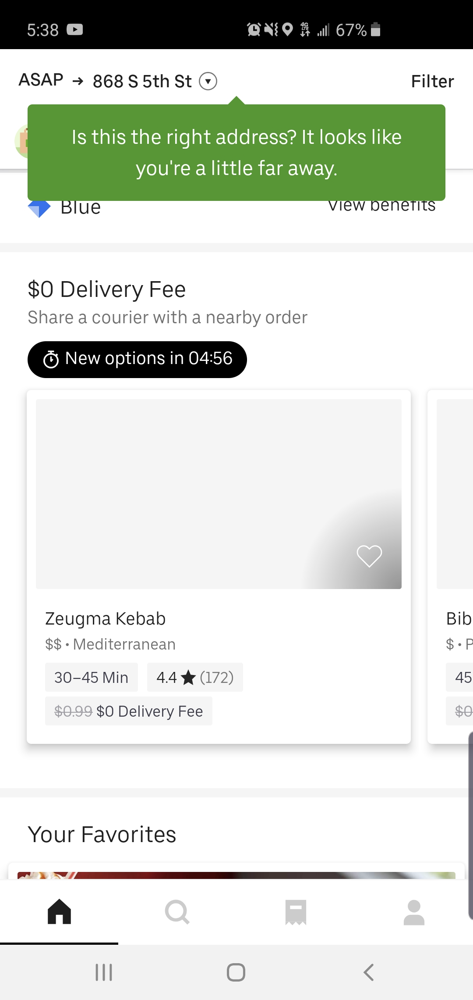 5:38
4G LTE 67%
ASAP → 868 S 5th St
Filter
Is this the right address? It looks like
you're a little far away.
Blue
View benefits
$0 Delivery Fee
Share a courier with a nearby order
New options in 04:56
Zeugma Kebab
$$ • Mediterranean
30–45 Min
4.4 ★ (172)
$0.99 $0 Delivery Fee
Bib
$ • P
45
$0
Your Favorites